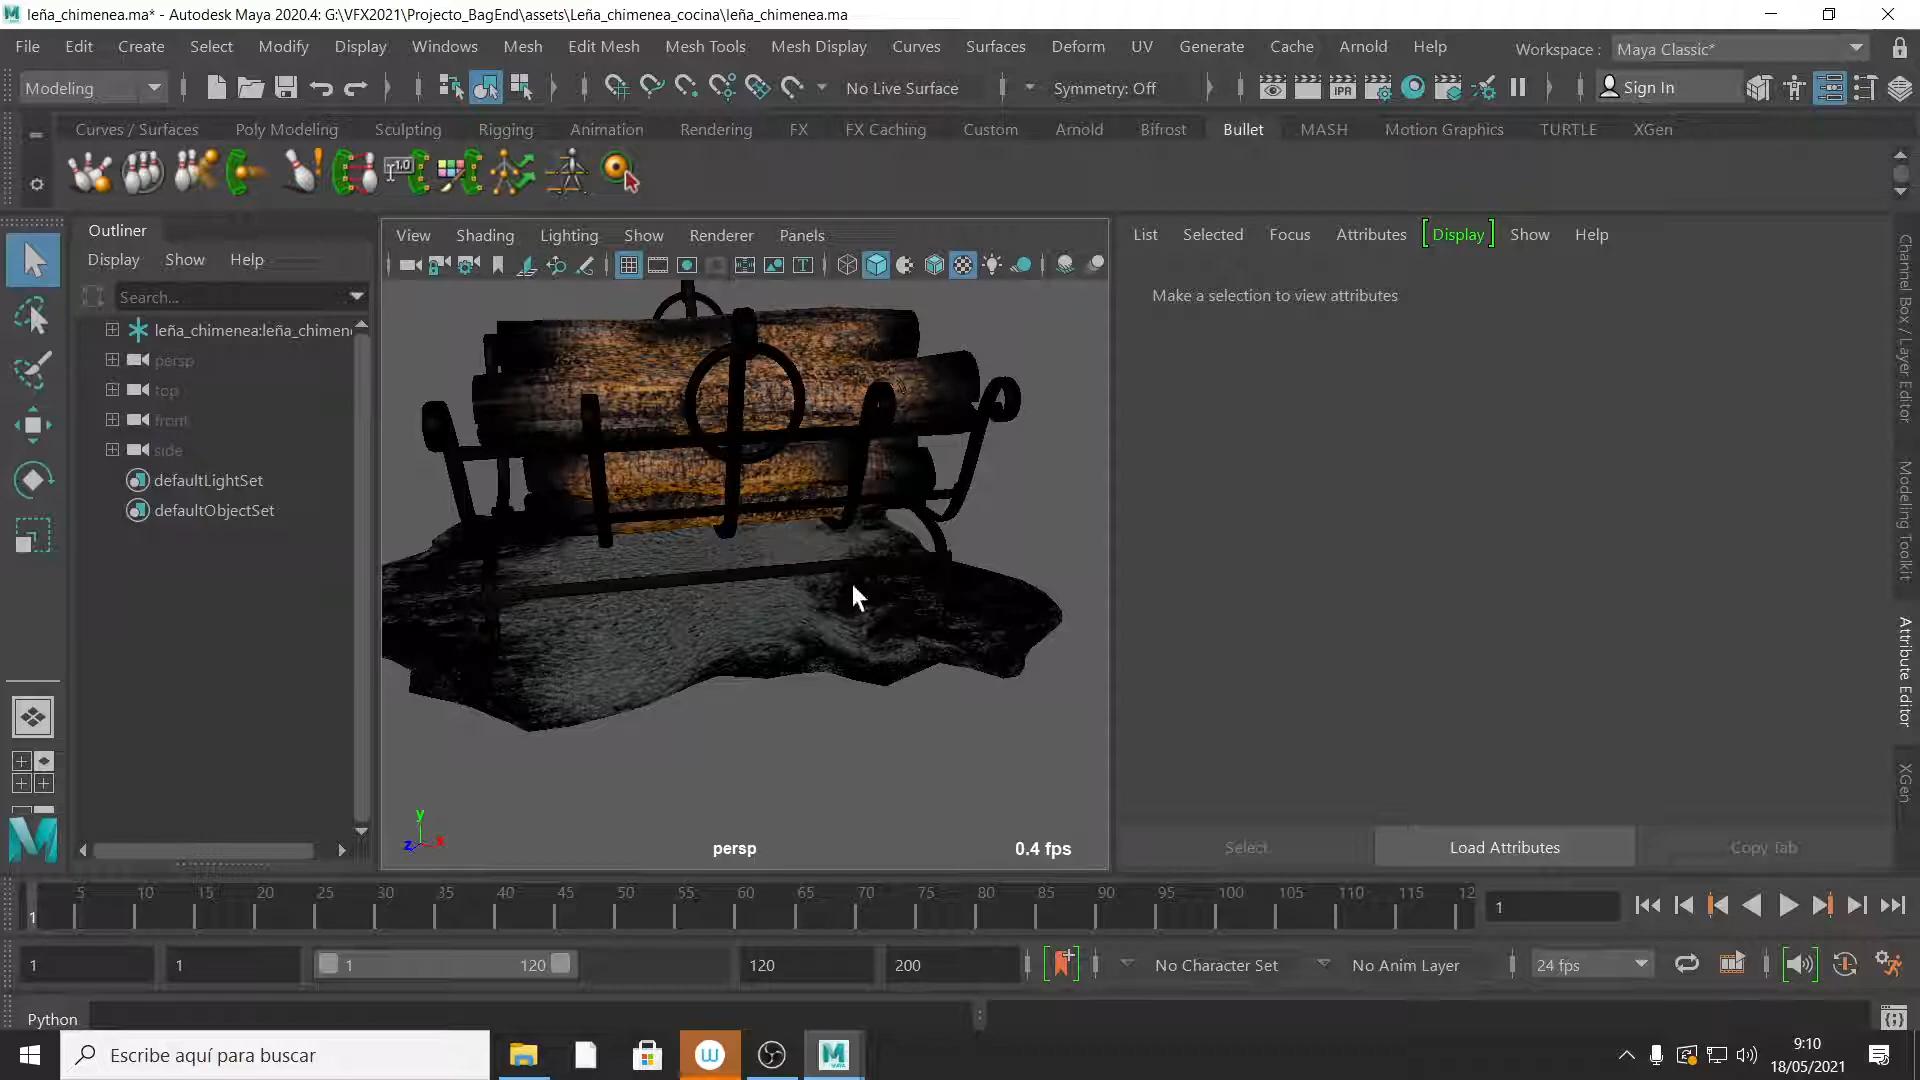 leña_chimenea.ma* - Autodesk Maya 2020.4: G:\VFX2021\Projecto_BagEnd\assets\Leña_chimenea_cocina\leña_chimenea.ma
File Edit Create Select Modify Display Windows Mesh Edit Mesh Mesh Tools Mesh Display Curves Surfaces Deform UV Generate Cache Arnold Help Workspace : Maya Classic*
Modeling No Live Surface Symmetry: Off IPR Sign In
Curves / Surfaces Poly Modeling Sculpting Rigging Animation Rendering FX FX Caching Custom Arnold Bifrost Bullet MASH Motion Graphics TURTLE XGen
1.0
Outliner
Display Show Help
Search...
leña_chimenea:leña_chimen
persp
top
front
side
defaultLightSet
defaultObjectSet
View Shading Lighting Show Renderer Panels
y
z x
persp 0.4 fps
List Selected Focus Attributes Display Show Help
Make a selection to view attributes
Select Load Attributes Copy Tab
Channel Box / Layer Editor
Modeling Toolkit
Attribute Editor
XGen
5 10 15 20 25 30 35 40 45 50 55 60 65 70 75 80 85 90 95 100 105 110 115 12
1 1
1 1 1 120 120 200 No Character Set No Anim Layer 24 fps
Python
Escribe aquí para buscar
9:10
18/05/2021